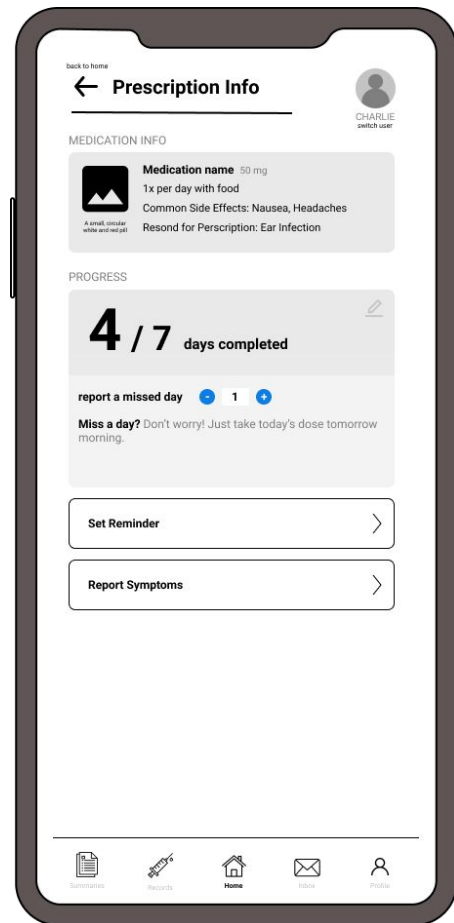 back to home
Prescription Info
CHARLIE
switch user
MEDICATION INFO
Medication name 50 mg
1x per day with food
Common Side Effects: Nausea, Headaches
Resond for Perscription: Ear Infection
A small, circular
white and red pill
PROGRESS
4 / 7 days completed
report a missed day - 1 +
Miss a day? Don't worry! Just take today's dose tomorrow
morning.
Set Reminder
Report Symptoms
Summaries Records Home Inbox Profile